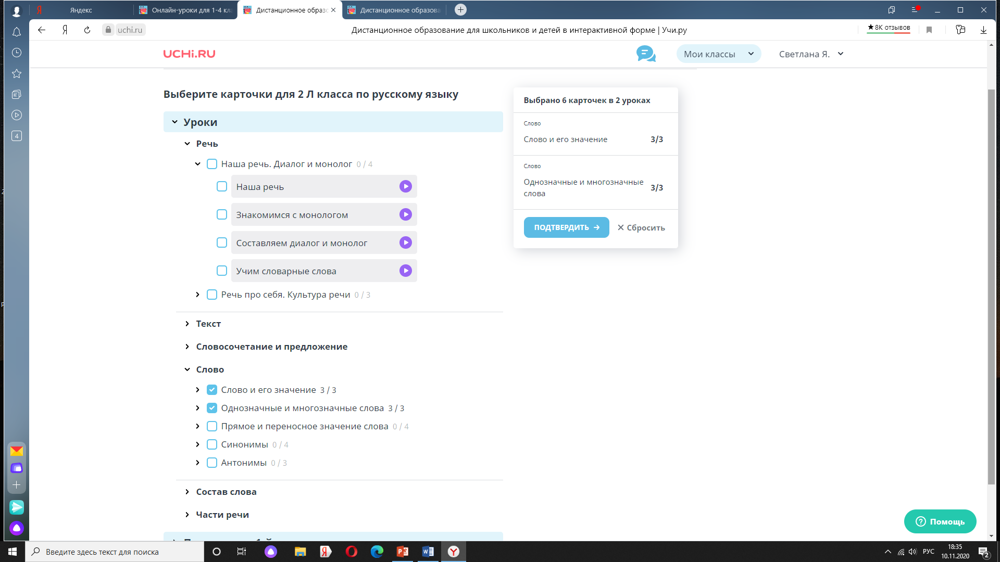 Яндекс
Онлайн-уроки для 1-4 кла
Дистанционное образо
Дистанционное образова
uchi.ru
Дистанционное образование для школьников и детей в интерактивной форме | Учи.ру
★8К отзывов
4
UCHi.RU
Мои классы
Светлана Я.
Выберите карточки для 2 Л класса по русскому языку
Уроки
Речь
Наша речь. Диалог и монолог 0 / 4
Наша речь
Знакомимся с монологом
Составляем диалог и монолог
Учим словарные слова
Речь про себя. Культура речи 0 / 3
Текст
Словосочетание и предложение
Слово
Слово и его значение 3 / 3
Однозначные и многозначные слова 3 / 3
Прямое и переносное значение слова 0 / 4
Синонимы 0 / 4
Антонимы 0 / 3
Состав слова
Части речи
Выбрано 6 карточек в 2 уроках
Слово
Слово и его значение 3/3
Слово
Однозначные и многозначные
слова 3/3
ПОДТВЕРДИТЬ →
✕ Сбросить
Помощь
Введите здесь текст для поиска
РУС
18:35
10.11.2020
2